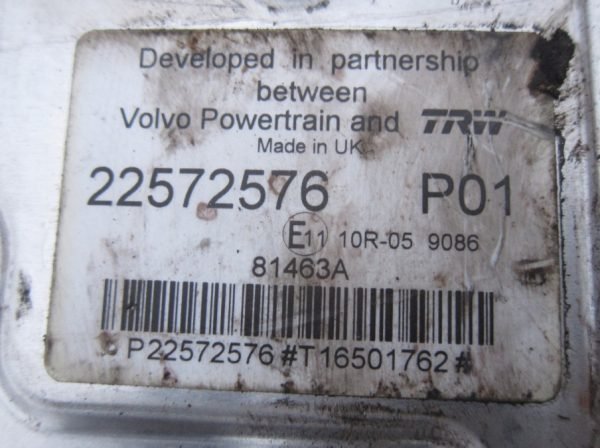 Developed in partnership
between
Volvo Powertrain and TRW
Made in UK
22572576 P01
E11 10R-05 9086
81463A
P22572576#T16501762#